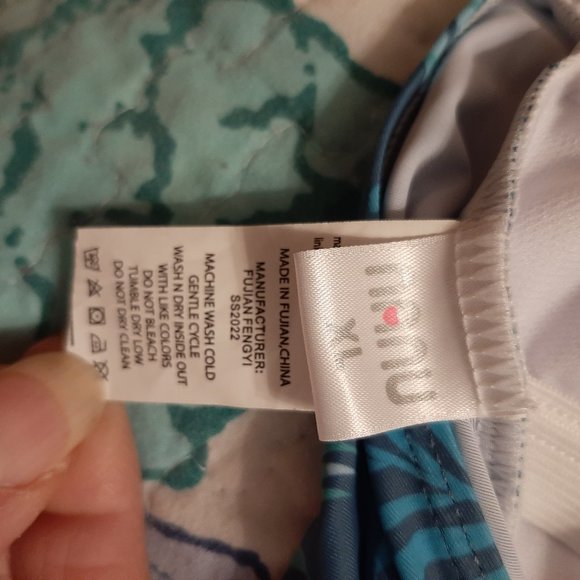 XL
MADE IN FUJIAN,CHINA
MANUFACTURER:
FUJIAN FENGYI
SS2022
MACHINE WASH COLD
GENTLE CYCLE
WASH N DRY INSIDE OUT
WITH LIKE COLORS
DO NOT BLEACH
TUMBLE DRY LOW
DO NOT DRY CLEAN